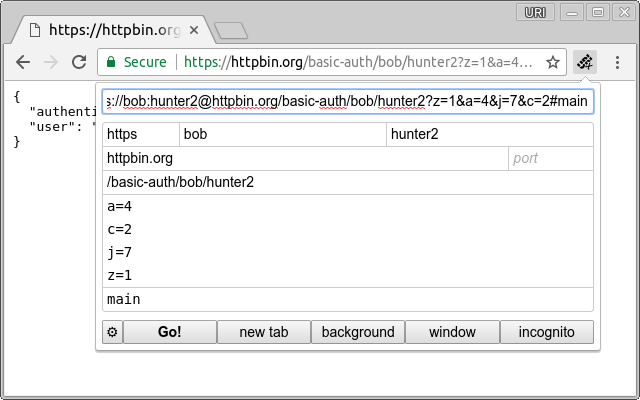 URI
https://httpbin.org
Secure https://httpbin.org/basic-auth/bob/hunter2?z=1&a=4...
{
"authenti
"user": "
}
s://bob:hunter2@httpbin.org/basic-auth/bob/hunter2?z=1&a=4&j=7&c=2#main
https bob hunter2
httpbin.org port
/basic-auth/bob/hunter2
a=4
c=2
j=7
z=1
main
Go! new tab background window incognito